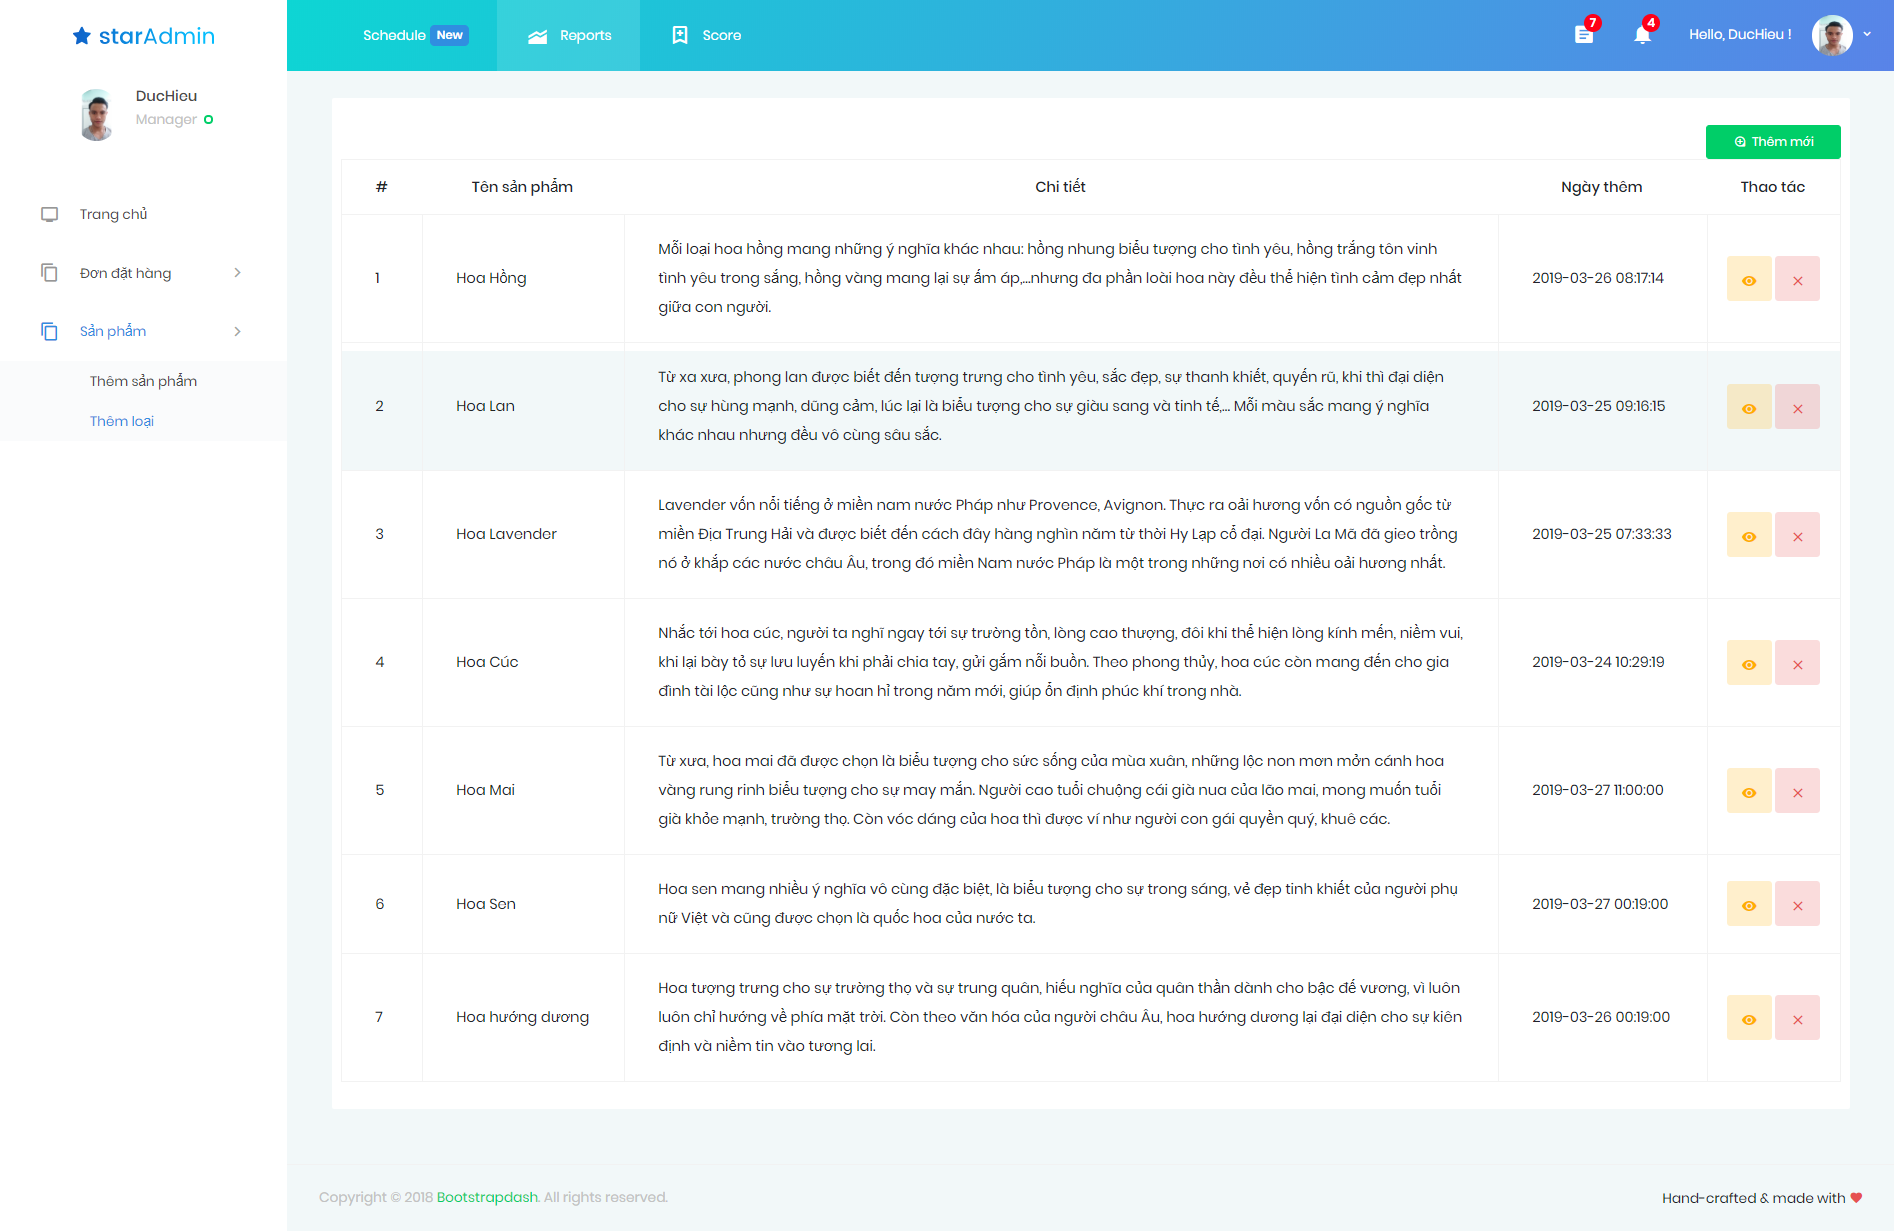 starAdmin
Schedule New
Reports
Score
7
4
Hello, DucHieu !
DucHieu
Manager
Trang chủ
Đơn đặt hàng
Sản phẩm
Thêm sản phẩm
Thêm loại
Thêm mới
# Tên sản phẩm Chi tiết Ngày thêm Thao tác
1 Hoa Hồng
Mỗi loại hoa hồng mang những ý nghĩa khác nhau: hồng nhung biểu tượng cho tình yêu, hồng trắng tôn vinh
tình yêu trong sắng, hồng vàng mang lại sự ấm áp,...nhưng đa phần loài hoa này đều thể hiện tình cảm đẹp nhất
giữa con người.
2019-03-26 08:17:14
2 Hoa Lan
Từ xa xưa, phong lan được biết đến tượng trưng cho tình yêu, sắc đẹp, sự thanh khiết, quyến rũ, khi thì đại diện
cho sự hùng mạnh, dũng cảm, lúc lại là biểu tượng cho sự giàu sang và tinh tế,... Mỗi màu sắc mang ý nghĩa
khác nhau nhưng đều vô cùng sâu sắc.
2019-03-25 09:16:15
3 Hoa Lavender
Lavender vốn nổi tiếng ở miền nam nước Pháp như Provence, Avignon. Thực ra oải hương vốn có nguồn gốc từ
miền Địa Trung Hải và được biết đến cách đây hàng nghìn năm từ thời Hy Lạp cổ đại. Người La Mã đã gieo trồng
nó ở khắp các nước châu Âu, trong đó miền Nam nước Pháp là một trong những nơi có nhiều oải hương nhất.
2019-03-25 07:33:33
4 Hoa Cúc
Nhắc tới hoa cúc, người ta nghĩ ngay tới sự trường tồn, lòng cao thượng, đôi khi thể hiện lòng kính mến, niềm vui,
khi lại bày tỏ sự lưu luyến khi phải chia tay, gửi gắm nỗi buồn. Theo phong thủy, hoa cúc còn mang đến cho gia
đình tài lộc cũng như sự hoan hỉ trong năm mới, giúp ổn định phúc khí trong nhà.
2019-03-24 10:29:19
5 Hoa Mai
Từ xưa, hoa mai đã được chọn là biểu tượng cho sức sống của mùa xuân, những lộc non mơn mởn cánh hoa
vàng rung rinh biểu tượng cho sự may mắn. Người cao tuổi chuộng cái già nua của lão mai, mong muốn tuổi
già khỏe mạnh, trường thọ. Còn vóc dáng của hoa thì được ví như người con gái quyền quý, khuê các.
2019-03-27 11:00:00
6 Hoa Sen
Hoa sen mang nhiều ý nghĩa vô cùng đặc biệt, là biểu tượng cho sự trong sáng, vẻ đẹp tinh khiết của người phụ
nữ Việt và cũng được chọn là quốc hoa của nước ta.
2019-03-27 00:19:00
7 Hoa hướng dương
Hoa tượng trưng cho sự trường thọ và sự trung quân, hiếu nghĩa của quân thần dành cho bậc đế vương, vì luôn
luôn chỉ hướng về phía mặt trời. Còn theo văn hóa của người châu Âu, hoa hướng dương lại đại diện cho sự kiên
định và niềm tin vào tương lai.
2019-03-26 00:19:00
Copyright © 2018 Bootstrapdash. All rights reserved.
Hand-crafted & made with